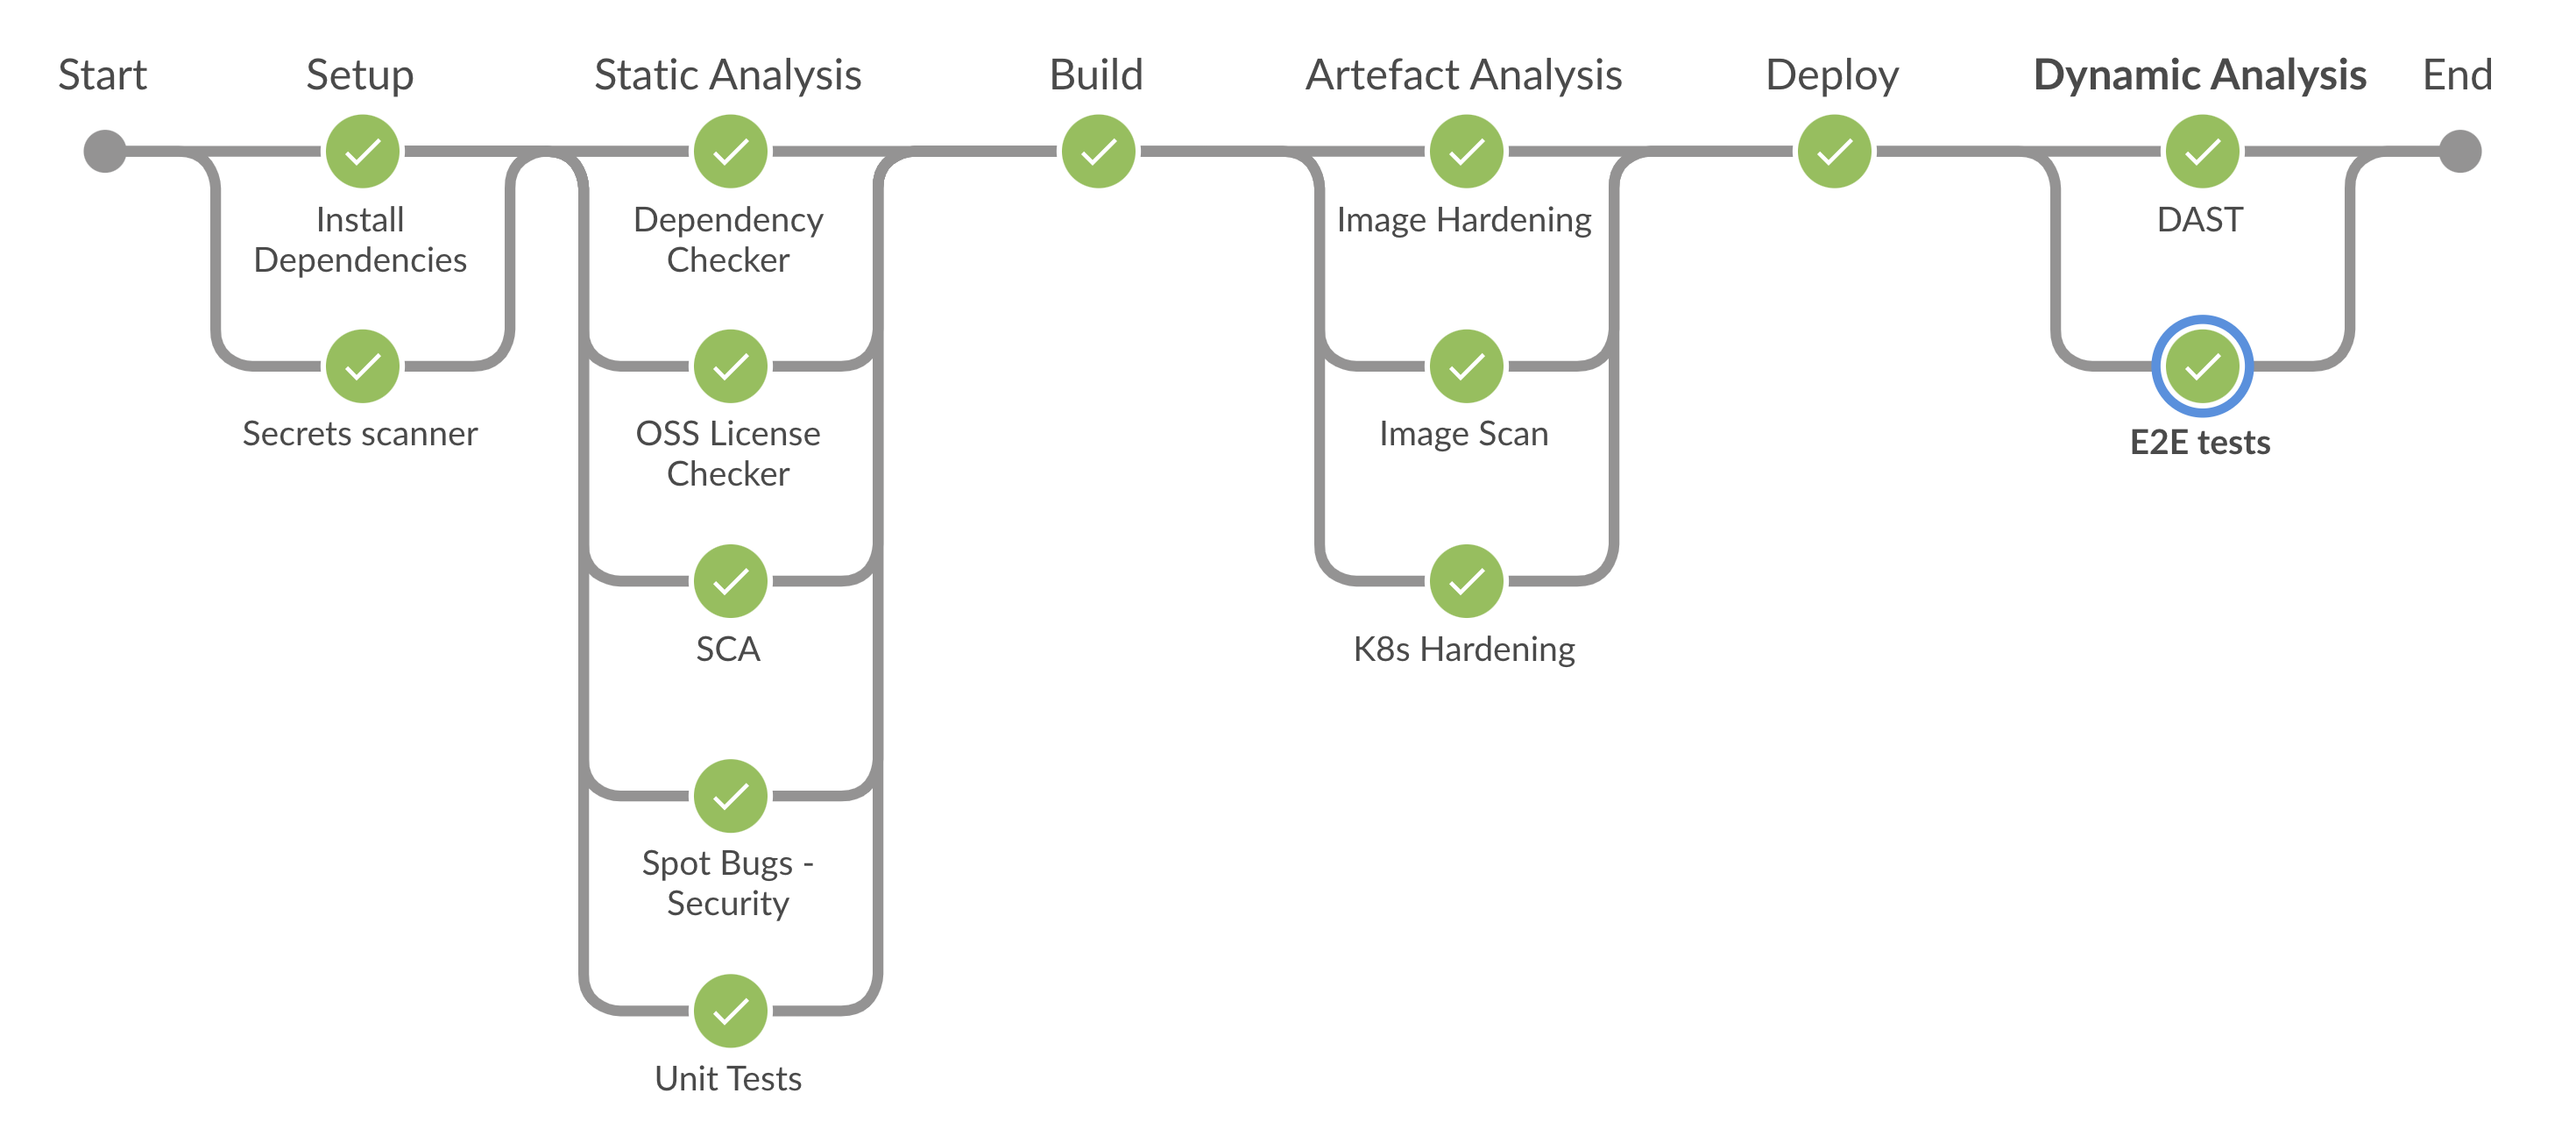 Start
Setup
Static Analysis
Build
Artefact Analysis
Deploy
Dynamic Analysis
End
Install
Dependencies
Secrets scanner
Dependency
Checker
OSS License
Checker
SCA
Spot Bugs -
Security
Unit Tests
Image Hardening
Image Scan
K8s Hardening
DAST
E2E tests